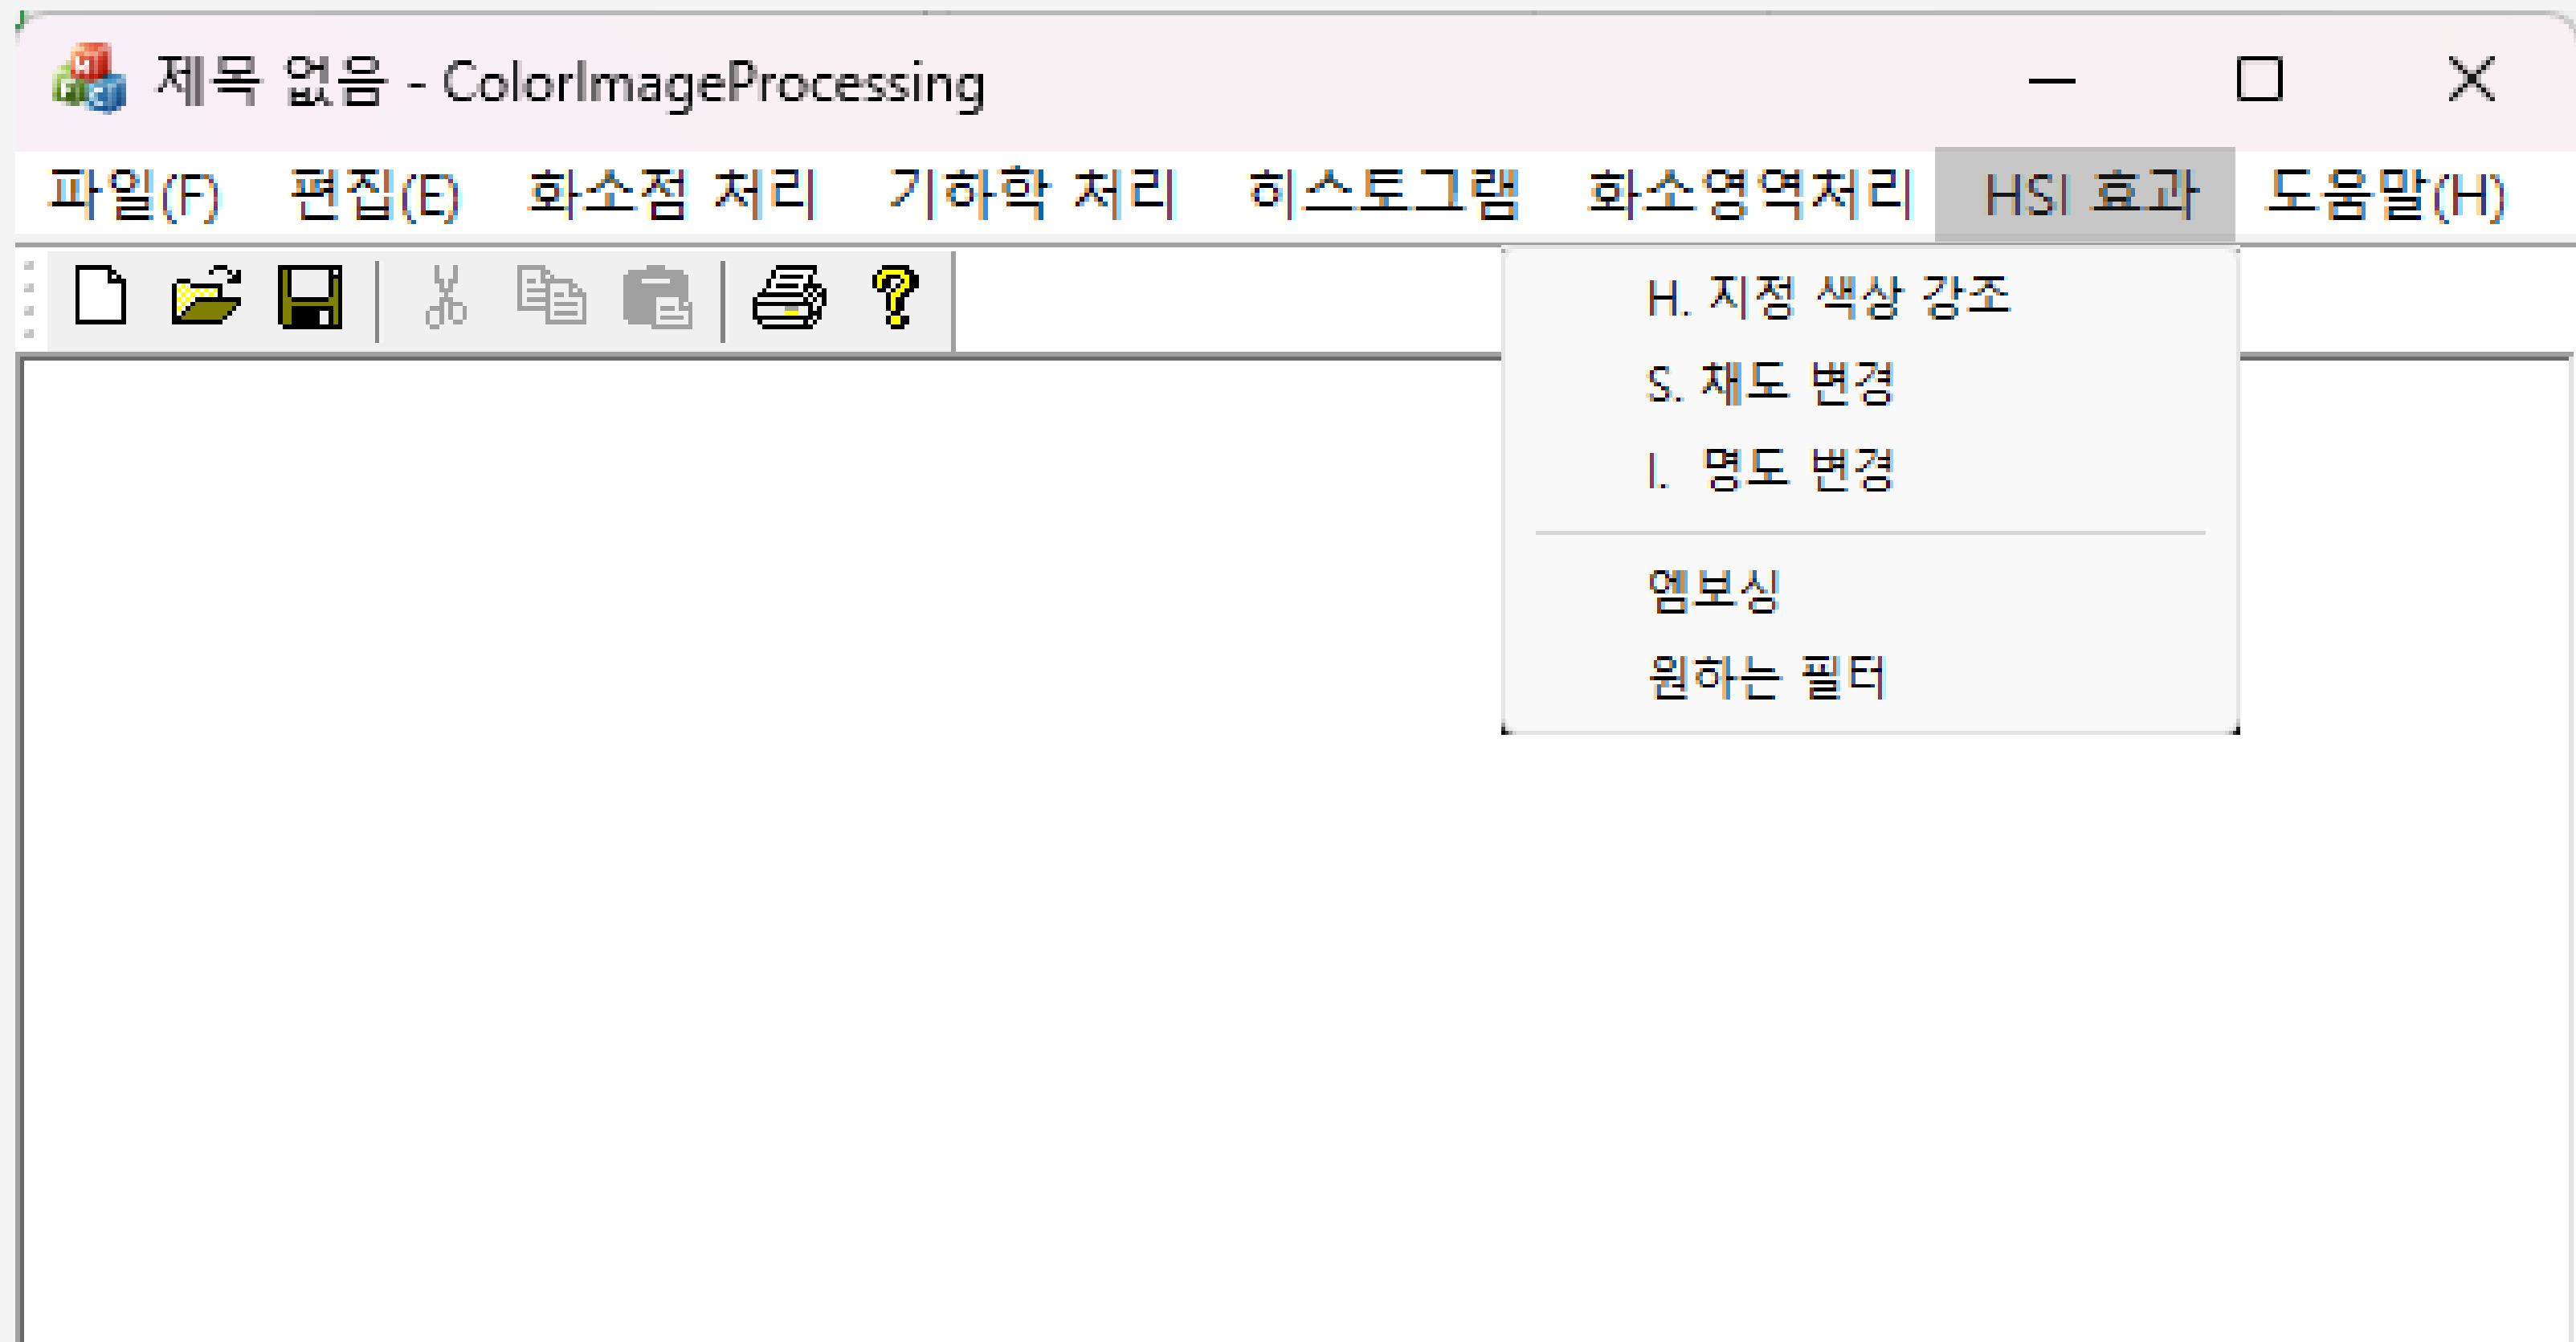 제목 없음 - ColorImageProcessing
파일(F) 편집(E) 화소점 처리 기하학 처리 히스토그램 화소영역처리 HSI 효과 도움말(H)
H. 지정 색상 강조
S. 채도 변경
I. 명도 변경
엠보싱
원하는 필터